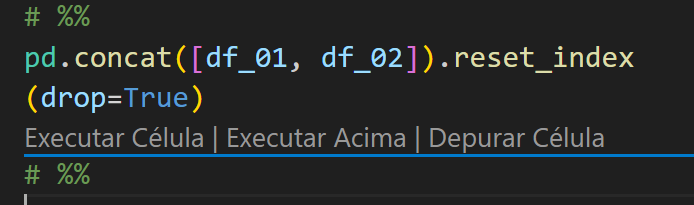 # %%
pd.concat([df_01, df_02]).reset_index
(drop=True)
Executar Célula | Executar Acima | Depurar Célula
# %%